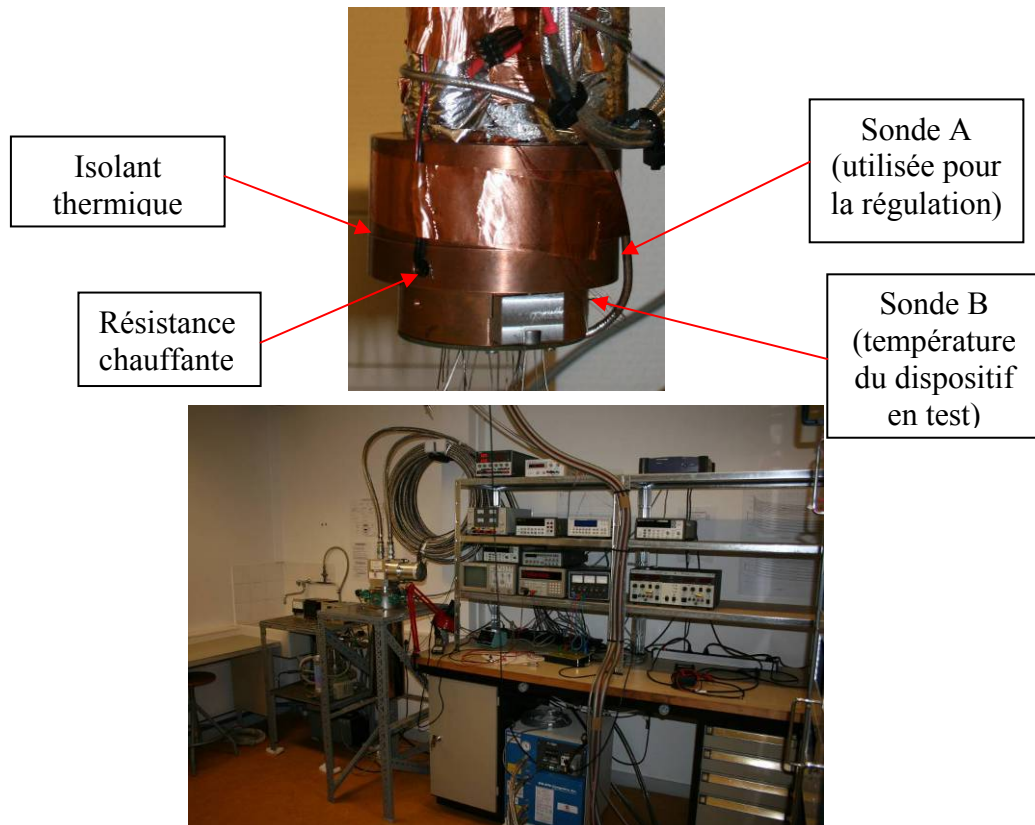 Isolant
thermique
Résistance
chauffante
Sonde A
(utilisée pour
la régulation)
Sonde B
(température
du dispositif
en test)